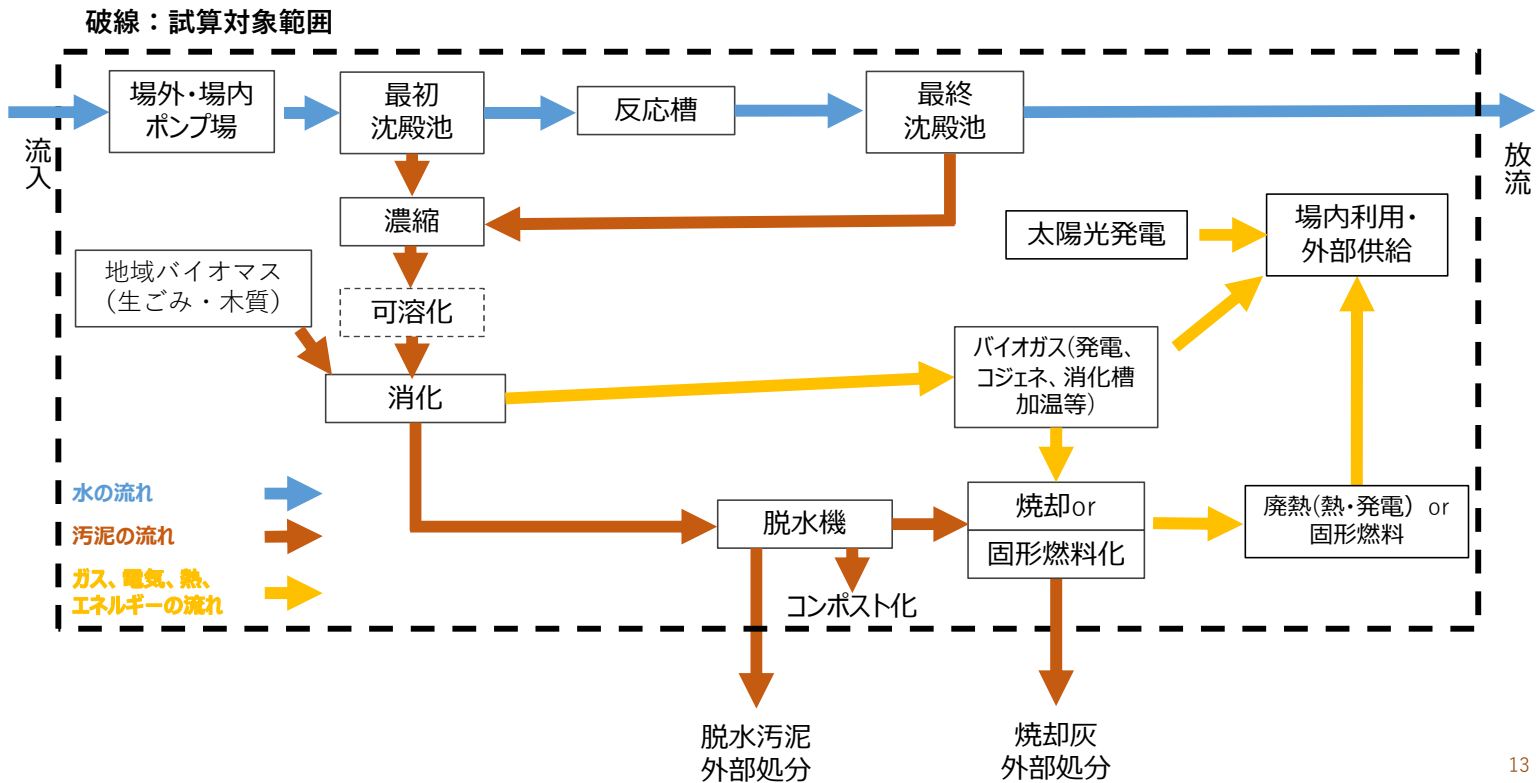 破線：試算対象範囲
場外・場内
ポンプ場
最初
沈殿池
反応槽
最終
沈殿池
流入
放流
濃縮
太陽光発電
場内利用・
外部供給
地域バイオマス
（生ごみ・木質）
可溶化
消化
バイオガス(発電、
コジェネ、消化槽
加温等）
水の流れ
汚泥の流れ
ガス、電気、熱、
エネルギーの流れ
脱水機
焼却or
固形燃料化
廃熱(熱・発電） or
固形燃料
コンポスト化
脱水汚泥
外部処分
焼却灰
外部処分
13